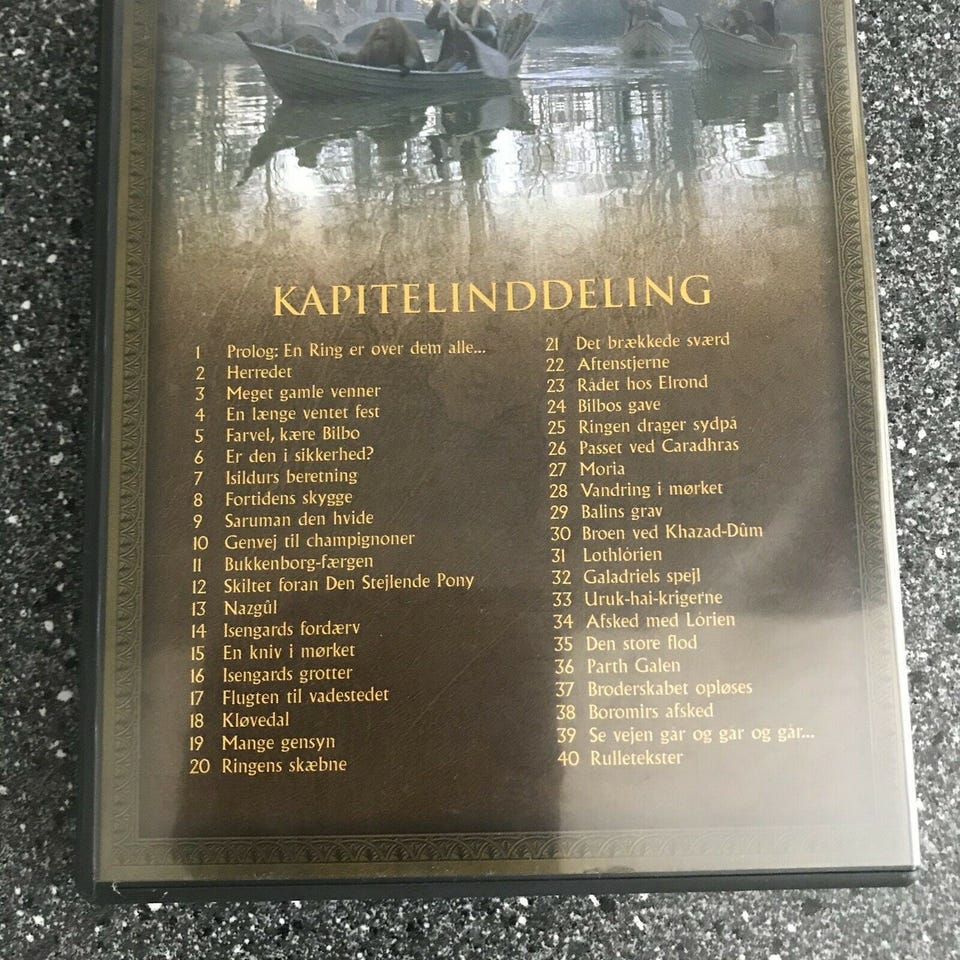 KAPITELINDDELING
1 Prolog: En Ring er over dem alle...
2 Herredet
3 Meget gamle venner
4 En længe ventet fest
5 Farvel, kære Bilbo
6 Er den i sikkerhed?
7 Isildurs beretning
8 Fortidens skygge
9 Saruman den hvide
10 Genvej til champignoner
11 Bukkenborg-færgen
12 Skiltet foran Den Stejlende Pony
13 Nazgûl
14 Isengards fordærv
15 En kniv i mørket
16 Isengards grotter
17 Flugten til vadestedet
18 Kløvedal
19 Mange gensyn
20 Ringens skæbne
21 Det brækkede sværd
22 Aftenstjerne
23 Rådet hos Elrond
24 Bilbos gave
25 Ringen drager sydpå
26 Passet ved Caradhras
27 Moria
28 Vandring i mørket
29 Balins grav
30 Broen ved Khazad-Dûm
31 Lothlórien
32 Galadriels spejl
33 Uruk-hai-krigerne
34 Afsked med Lórien
35 Den store flod
36 Parth Galen
37 Broderskabet opløses
38 Boromirs afsked
39 Se vejen går og går og går...
40 Rulletekster